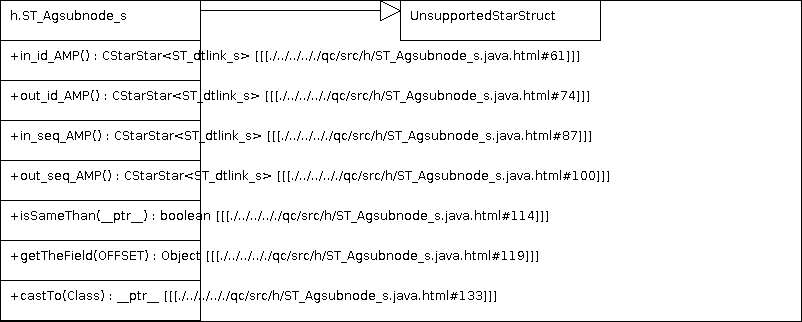 h.ST_Agsubnode_s
UnsupportedStarStruct
+in_id_AMP() : CStarStar<ST_dtlink_s> [[[./../../../../qc/src/h/ST_Agsubnode_s.java.html#61]]]
+out_id_AMP() : CStarStar<ST_dtlink_s> [[[./../../../../qc/src/h/ST_Agsubnode_s.java.html#74]]]
+in_seq_AMP() : CStarStar<ST_dtlink_s> [[[./../../../../qc/src/h/ST_Agsubnode_s.java.html#87]]]
+out_seq_AMP() : CStarStar<ST_dtlink_s> [[[./../../../../qc/src/h/ST_Agsubnode_s.java.html#100]]]
+isSameThan(__ptr__) : boolean [[[./../../../../qc/src/h/ST_Agsubnode_s.java.html#114]]]
+getTheField(OFFSET) : Object [[[./../../../../qc/src/h/ST_Agsubnode_s.java.html#119]]]
+castTo(Class) : __ptr__ [[[./../../../../qc/src/h/ST_Agsubnode_s.java.html#133]]]